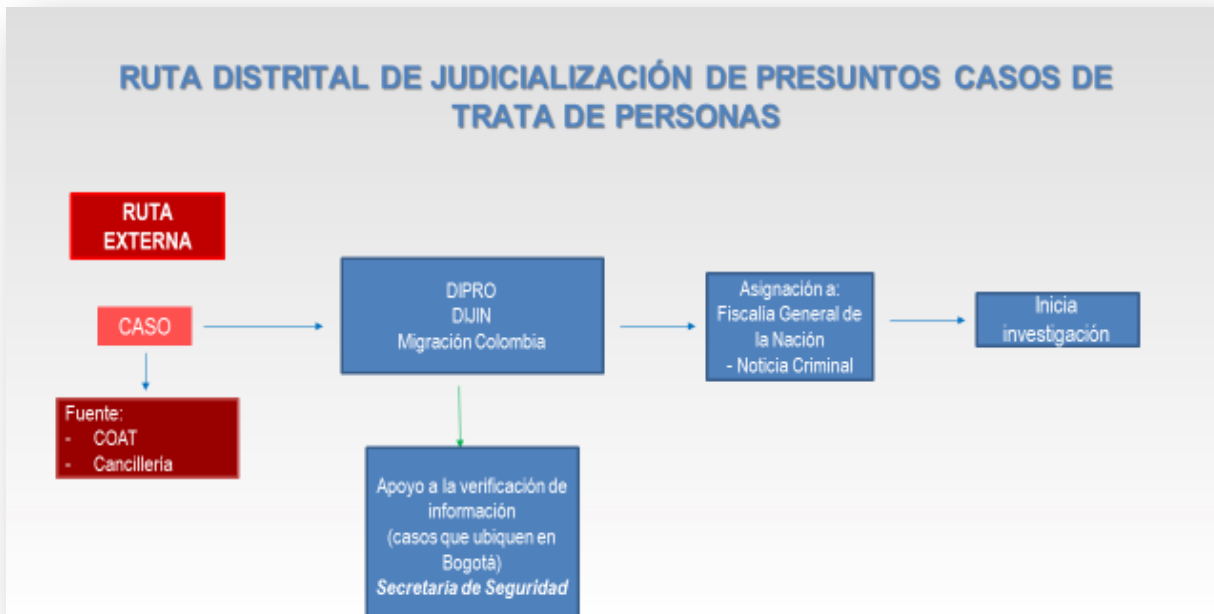 RUTA DISTRITAL DE JUDICIALIZACIÓN DE PRESUNTOS CASOS DE
TRATA DE PERSONAS
RUTA
EXTERNA
CASO
Fuente:
- COAT
- Cancillería
DIPRO
DIJIN
Migración Colombia
Apoyo a la verificación de
información
(casos que ubiquen en
Bogotá)
Secretaria de Seguridad
Asignación a:
Fiscalía General de
la Nación
- Noticia Criminal
Inicia
investigación